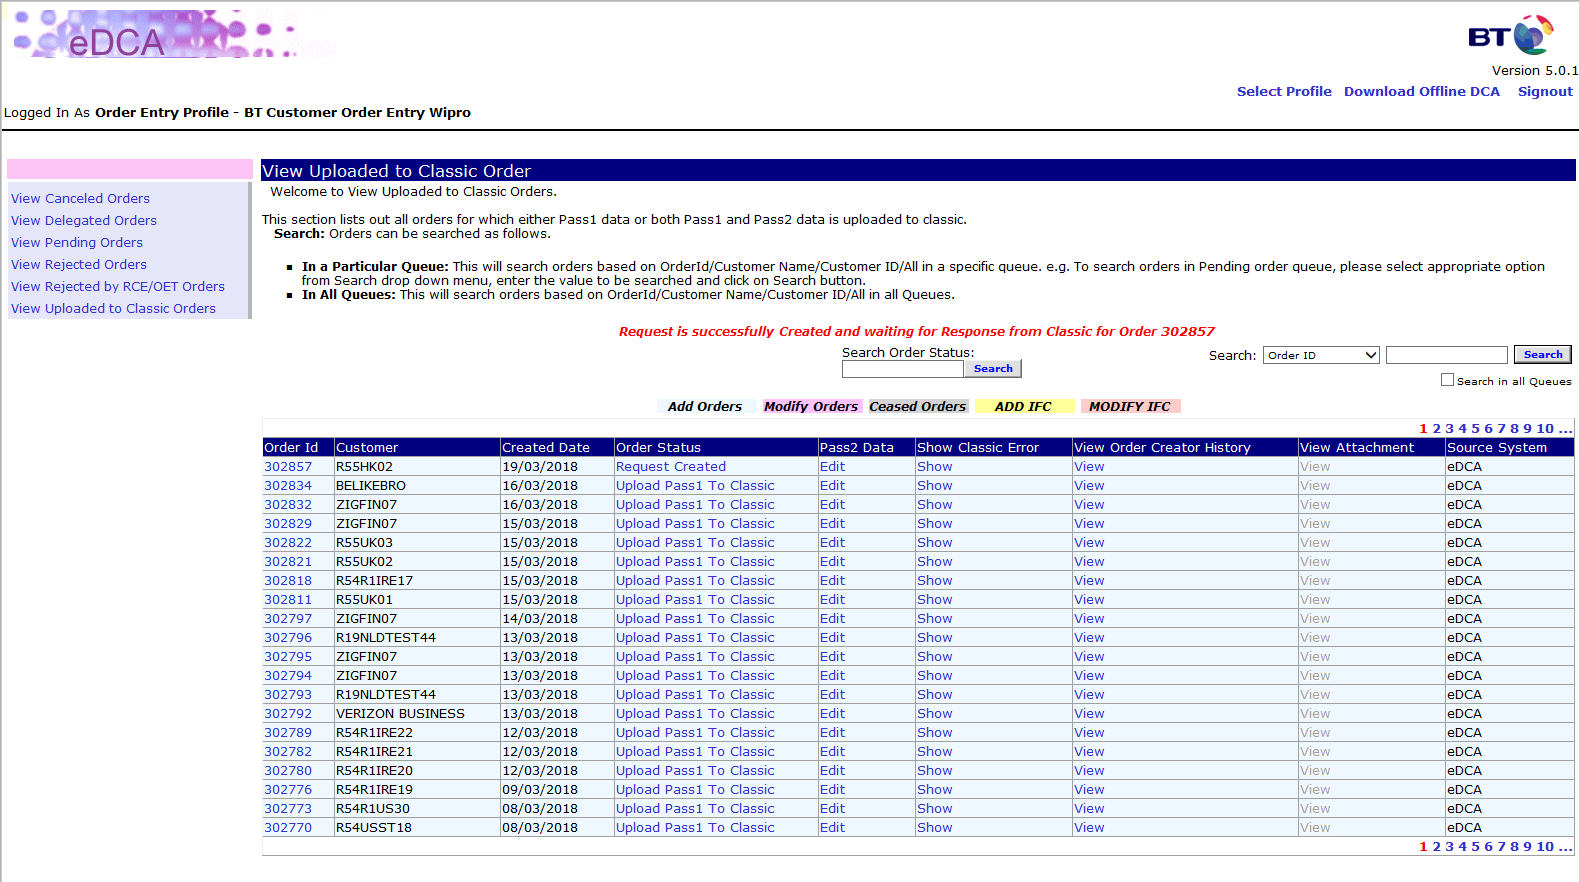 eDCA
BT
Version 5.0.1
Select Profile Download Offline DCA Signout
Logged In As Order Entry Profile - BT Customer Order Entry Wipro
View Canceled Orders
View Delegated Orders
View Pending Orders
View Rejected Orders
View Rejected by RCE/OET Orders
View Uploaded to Classic Orders
View Uploaded to Classic Order
Welcome to View Uploaded to Classic Orders.
This section lists out all orders for which either Pass1 data or both Pass1 and Pass2 data is uploaded to classic.
Search: Orders can be searched as follows.
In a Particular Queue: This will search orders based on OrderId/Customer Name/Customer ID/All in a specific queue. e.g. To search orders in Pending order queue, please select appropriate option
from Search drop down menu, enter the value to be searched and click on Search button.
In All Queues: This will search orders based on OrderId/Customer Name/Customer ID/All in all Queues.
Request is successfully Created and waiting for Response from Classic for Order 302857
Search Order Status:
Search
Search: Order ID Search
Search in all Queues
Add Orders Modify Orders Ceased Orders ADD IFC MODIFY IFC
1 2 3 4 5 6 7 8 9 10 ...
Order Id Customer Created Date Order Status Pass2 Data Show Classic Error View Order Creator History View Attachment Source System
302857 R55HK02 19/03/2018 Request Created Edit Show View View eDCA
302834 BELIKEBRO 16/03/2018 Upload Pass1 To Classic Edit Show View View eDCA
302832 ZIGFIN07 16/03/2018 Upload Pass1 To Classic Edit Show View View eDCA
302829 ZIGFIN07 15/03/2018 Upload Pass1 To Classic Edit Show View View eDCA
302822 R55UK03 15/03/2018 Upload Pass1 To Classic Edit Show View View eDCA
302821 R55UK02 15/03/2018 Upload Pass1 To Classic Edit Show View View eDCA
302818 R54R1IRE17 15/03/2018 Upload Pass1 To Classic Edit Show View View eDCA
302811 R55UK01 15/03/2018 Upload Pass1 To Classic Edit Show View View eDCA
302797 ZIGFIN07 14/03/2018 Upload Pass1 To Classic Edit Show View View eDCA
302796 R19NLDTEST44 13/03/2018 Upload Pass1 To Classic Edit Show View View eDCA
302795 ZIGFIN07 13/03/2018 Upload Pass1 To Classic Edit Show View View eDCA
302794 ZIGFIN07 13/03/2018 Upload Pass1 To Classic Edit Show View View eDCA
302793 R19NLDTEST44 13/03/2018 Upload Pass1 To Classic Edit Show View View eDCA
302792 VERIZON BUSINESS 13/03/2018 Upload Pass1 To Classic Edit Show View View eDCA
302789 R54R1IRE22 12/03/2018 Upload Pass1 To Classic Edit Show View View eDCA
302782 R54R1IRE21 12/03/2018 Upload Pass1 To Classic Edit Show View View eDCA
302780 R54R1IRE20 12/03/2018 Upload Pass1 To Classic Edit Show View View eDCA
302776 R54R1IRE19 09/03/2018 Upload Pass1 To Classic Edit Show View View eDCA
302773 R54R1US30 08/03/2018 Upload Pass1 To Classic Edit Show View View eDCA
302770 R54USST18 08/03/2018 Upload Pass1 To Classic Edit Show View View eDCA
1 2 3 4 5 6 7 8 9 10 ...